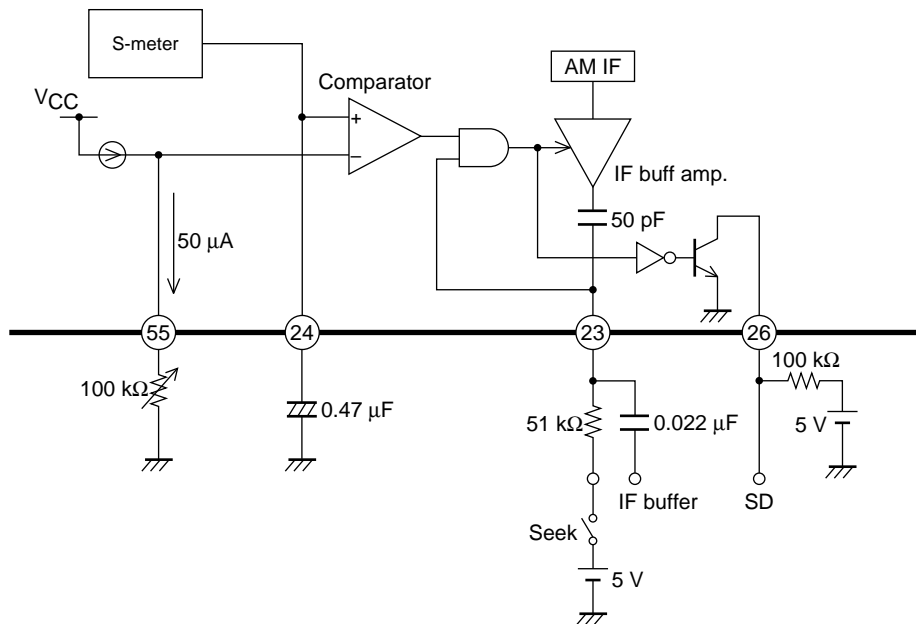 S-meter
AM IF
Comparator
VCC
+
−
IF buff amp.
50 pF
50 μA
55
24
23
26
100 kΩ
0.47 μF
51 kΩ
0.022 μF
100 kΩ
5 V
IF buffer
SD
Seek
5 V